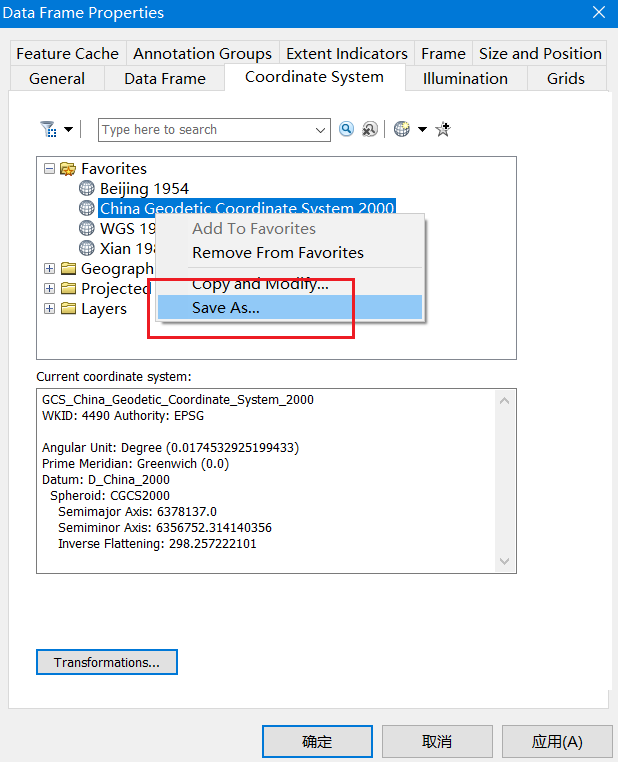 Data Frame Properties
Feature Cache Annotation Groups Extent Indicators Frame Size and Position
General Data Frame Coordinate System Illumination Grids
Type here to search
Favorites
Beijing 1954
China Geodetic Coordinate System 2000
WGS 19
Xian 198
Geograph
Projected
Layers
Add To Favorites
Remove From Favorites
Copy and Modify...
Save As...
Current coordinate system:
GCS_China_Geodetic_Coordinate_System_2000
WKID: 4490 Authority: EPSG
Angular Unit: Degree (0.0174532925199433)
Prime Meridian: Greenwich (0.0)
Datum: D_China_2000
Spheroid: CGCS2000
Semimajor Axis: 6378137.0
Semiminor Axis: 6356752.314140356
Inverse Flattening: 298.257222101
Transformations...
确定 取消 应用(A)